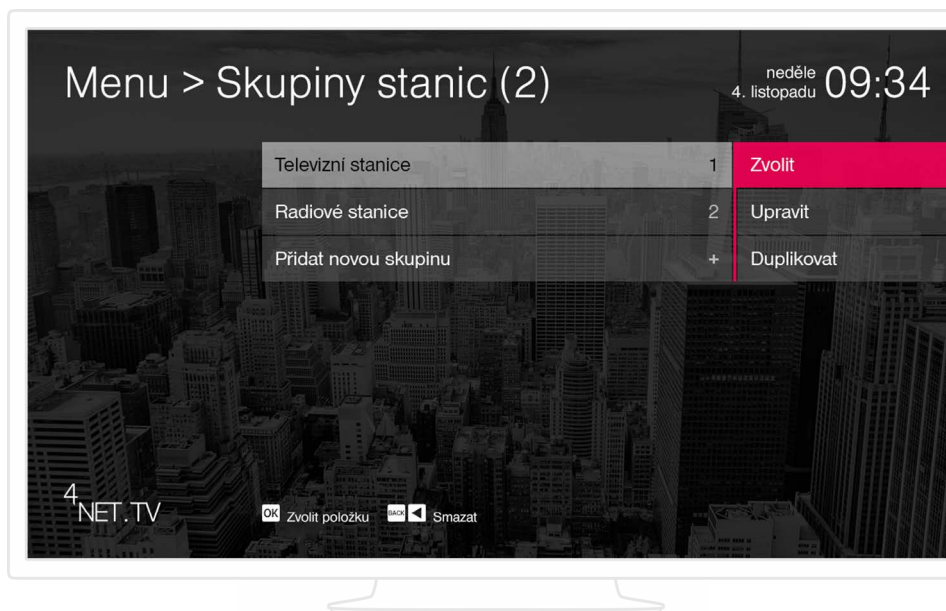 Menu > Skupiny stanic (2)
neděle
4. listopadu 09:34
Televizní stanice 1 Zvolit
Radiové stanice 2 Upravit
Přidat novou skupinu + Duplikovat
4NET.TV
OK Zvolit položku BACK Smazat